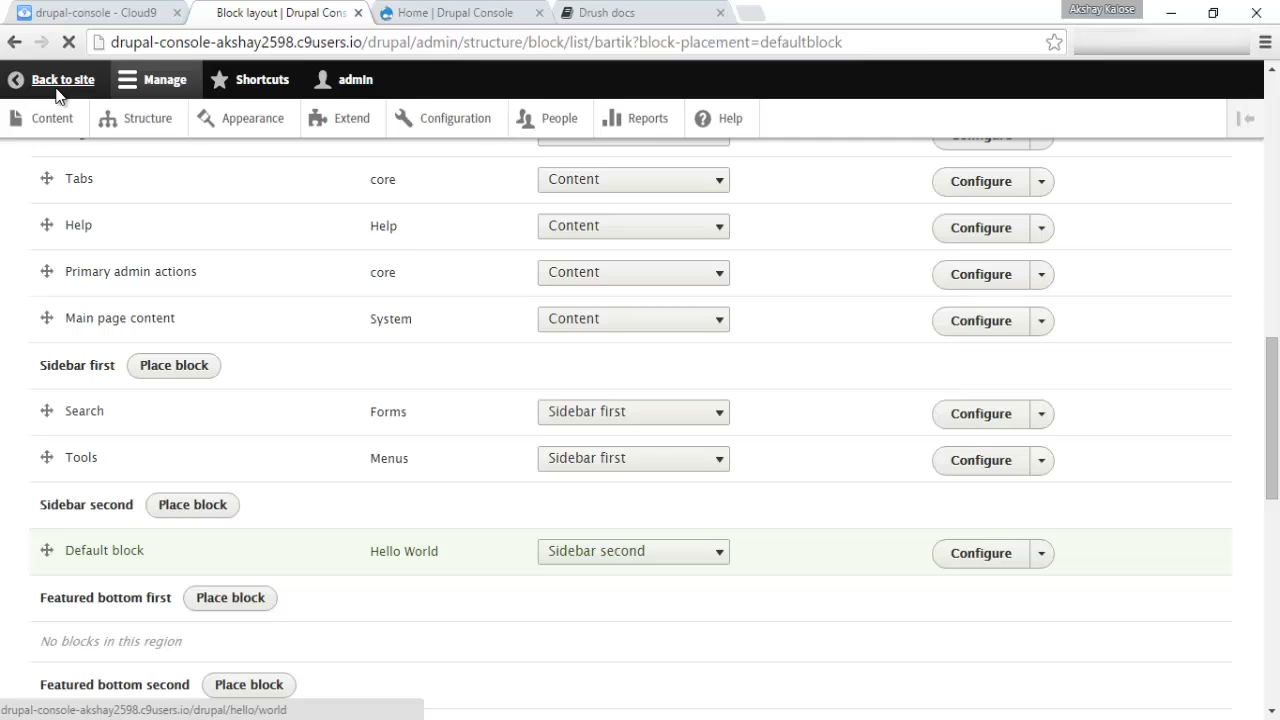 drupal-console - Cloud9
Block layout | Drupal Cons
Home | Drupal Console
Drush docs
Akshay Kalose
drupal-console-akshay2598.c9users.io/drupal/admin/structure/block/list/bartik?block-placement=defaultblock
Back to site
Manage
Shortcuts
admin
Content
Structure
Appearance
Extend
Configuration
People
Reports
Help
Tabs core Content Configure
Help Help Content Configure
Primary admin actions core Content Configure
Main page content System Content Configure
Sidebar first Place block
Search Forms Sidebar first Configure
Tools Menus Sidebar first Configure
Sidebar second Place block
Default block Hello World Sidebar second Configure
Featured bottom first Place block
No blocks in this region
Featured bottom second Place block
drupal-console-akshay2598.c9users.io/drupal/hello/world